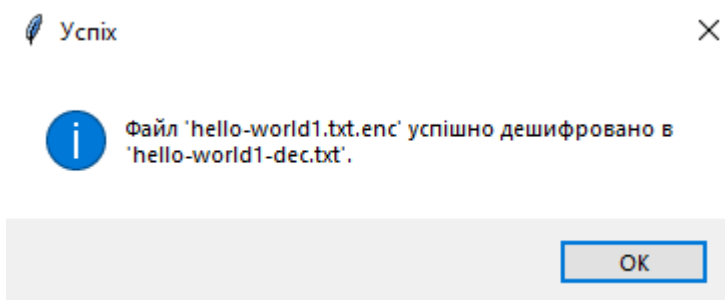 Успіх
Файл 'hello-world1.txt.enc' успішно дешифровано в
'hello-world1-dec.txt'.
OK